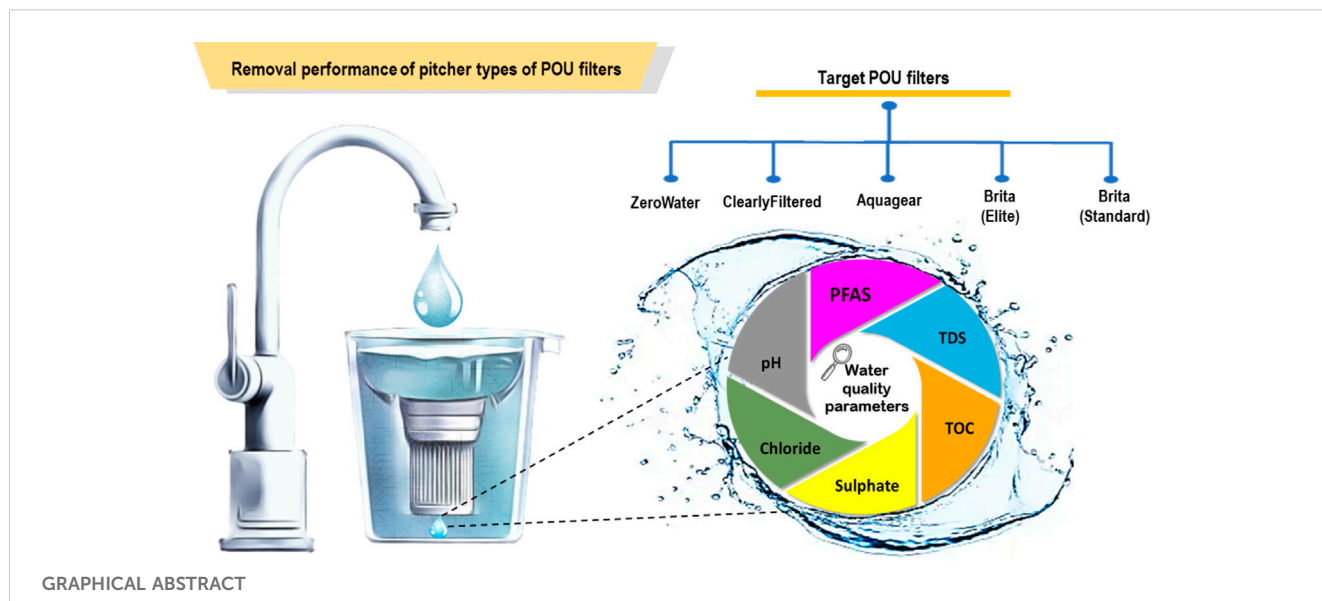 Removal performance of pitcher types of POU filters
Target POU filters
ZeroWater
ClearlyFiltered
Aquagear
Brita
(Elite)
Brita
(Standard)
PFAS
TDS
pH
Water
quality
parameters
TOC
Chloride
Sulphate
GRAPHICAL ABSTRACT